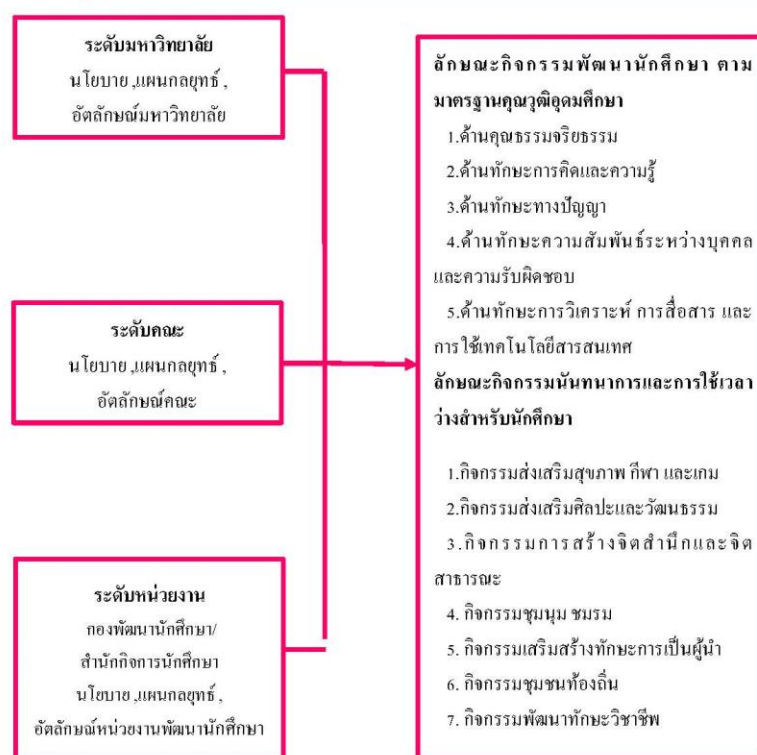 ระดับมหาวิทยาลัย
นโยบาย ,แผนกลยุทธ์ ,
อัตลักษณ์มหาวิทยาลัย
ระดับคณะ
นโยบาย ,แผนกลยุทธ์ ,
อัตลักษณ์คณะ
ระดับหน่วยงาน
กองพัฒนานักศึกษา/
สำนักกิจการนักศึกษา
นโยบาย ,แผนกลยุทธ์ ,
อัตลักษณ์หน่วยงานพัฒนานักศึกษา
ลักษณะกิจกรรมพัฒนานักศึกษา ตาม
มาตรฐานคุณวุฒิอุดมศึกษา
1.ด้านคุณธรรมจริยธรรม
2.ด้านทักษะการคิดและความรู้
3.ด้านทักษะทางปัญญา
4.ด้านทักษะความสัมพันธ์ระหว่างบุคคล
และความรับผิดชอบ
5.ด้านทักษะการวิเคราะห์ การสื่อสาร และ
การใช้เทคโนโลยีสารสนเทศ
ลักษณะกิจกรรมนันทนาการและการใช้เวลา
ว่างสำหรับนักศึกษา
1.กิจกรรมส่งเสริมสุขภาพ กีฬา และเกม
2.กิจกรรมส่งเสริมศิลปะและวัฒนธรรม
3.กิจกรรมการสร้างจิตสำนึกและจิต
สาธารณะ
4. กิจกรรมชุมนุม ชมรม
5. กิจกรรมเสริมสร้างทักษะการเป็นผู้นำ
6. กิจกรรมชุมชนท้องถิ่น
7. กิจกรรมพัฒนาทักษะวิชาชีพ